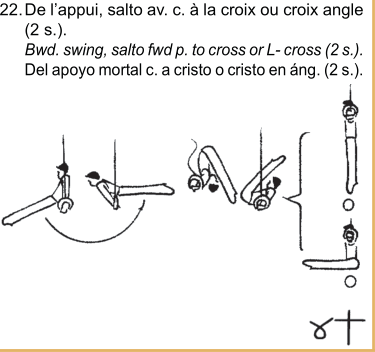 22. De l'appui, salto av. c. à la croix ou croix angle
(2 s.).
Bwd. swing, salto fwd p. to cross or L- cross (2 s.).
Del apoyo mortal c. a cristo o cristo en áng. (2 s.).